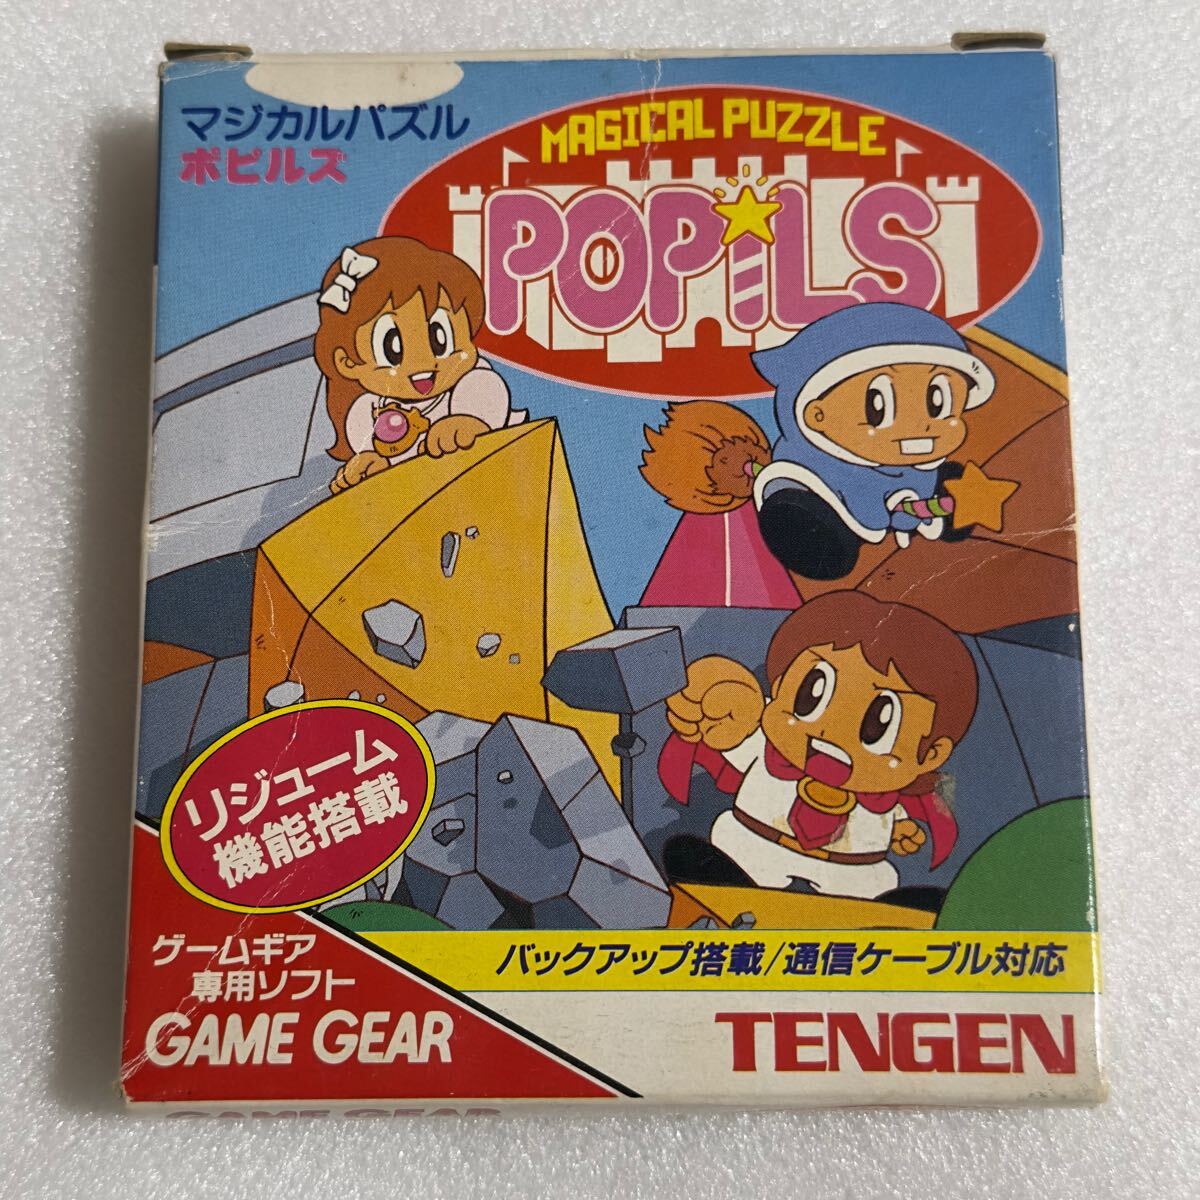 マジカルパズル
ポピルズ
MAGICAL PUZZLE
POPiLS
リジューム
機能搭載
ゲームギア
専用ソフト
GAME GEAR
バックアップ搭載/通信ケーブル対応
TENGEN
GAME GEAR